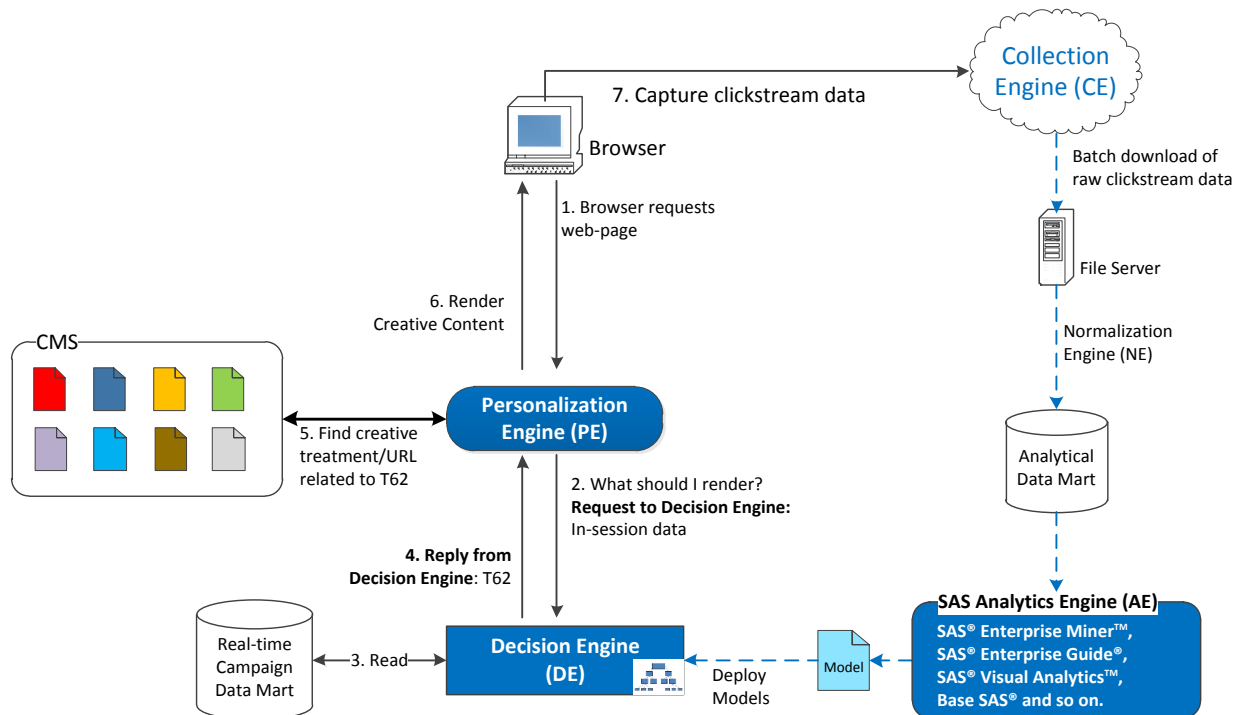 Collection
Engine (CE)
7. Capture clickstream data
Browser
Batch download of
raw clickstream data
1. Browser requests
web-page
File Server
6. Render
Creative Content
Normalization
Engine (NE)
CMS
Personalization
Engine (PE)
5. Find creative
treatment/URL
related to T62
Analytical
Data Mart
2. What should I render?
Request to Decision Engine:
In-session data
4. Reply from
Decision Engine: T62
SAS Analytics Engine (AE)
SAS® Enterprise Miner™,
SAS® Enterprise Guide®,
SAS® Visual Analytics™,
Base SAS® and so on.
Real-time
Campaign
Data Mart
3. Read
Decision Engine
(DE)
Model
Deploy
Models